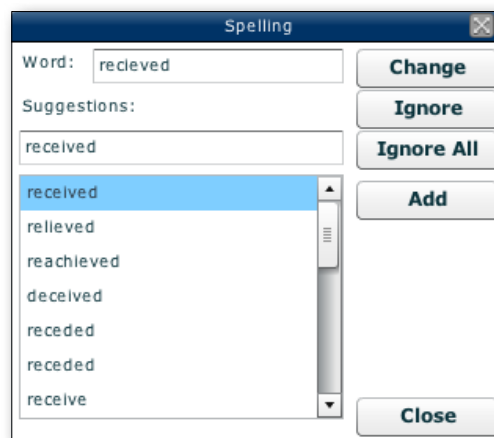 Spelling
Word: recieved
Change
Suggestions:
Ignore
received
Ignore All
received
Add
relieved
reachieved
deceived
receded
receded
receive
Close